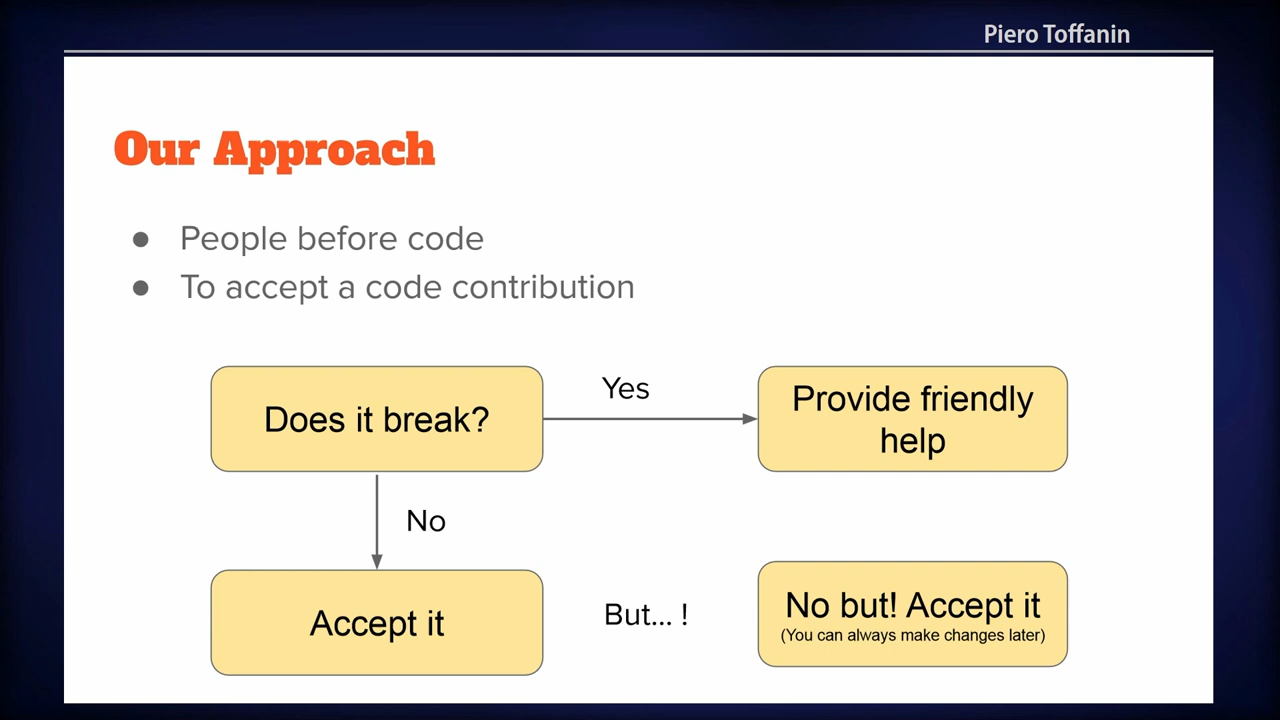 Piero Toffanin
Our Approach
● People before code
● To accept a code contribution
Does it break?
Yes
Provide friendly
help
No
Accept it
But... !
No but! Accept it
(You can always make changes later)